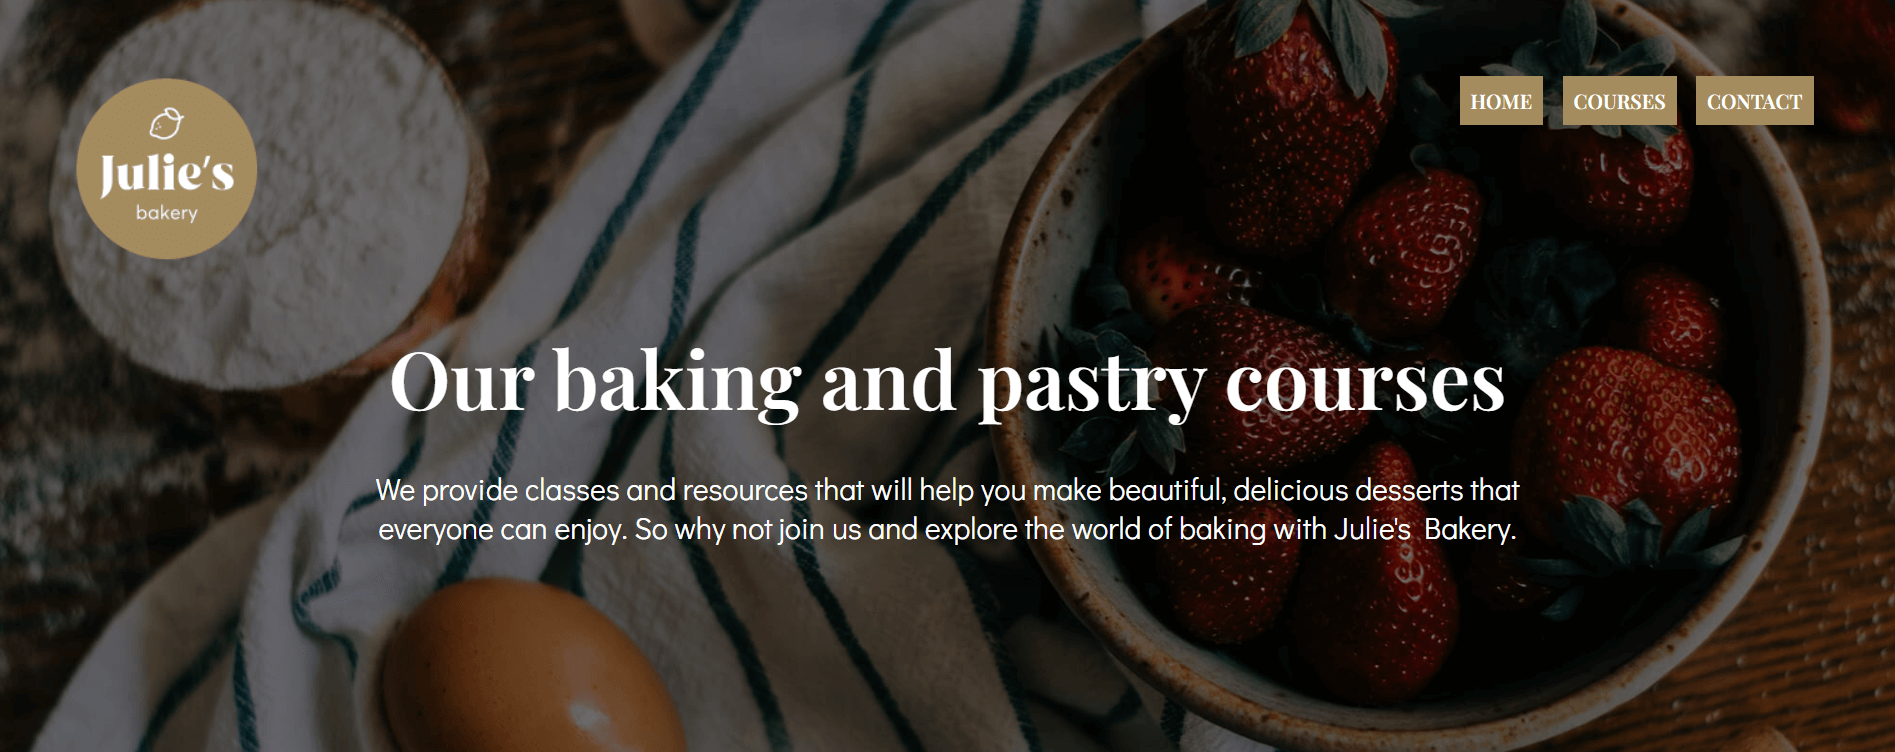 Julie's
bakery
HOME COURSES CONTACT
Our baking and pastry courses
We provide classes and resources that will help you make beautiful, delicious desserts that
everyone can enjoy. So why not join us and explore the world of baking with Julie's  Bakery.